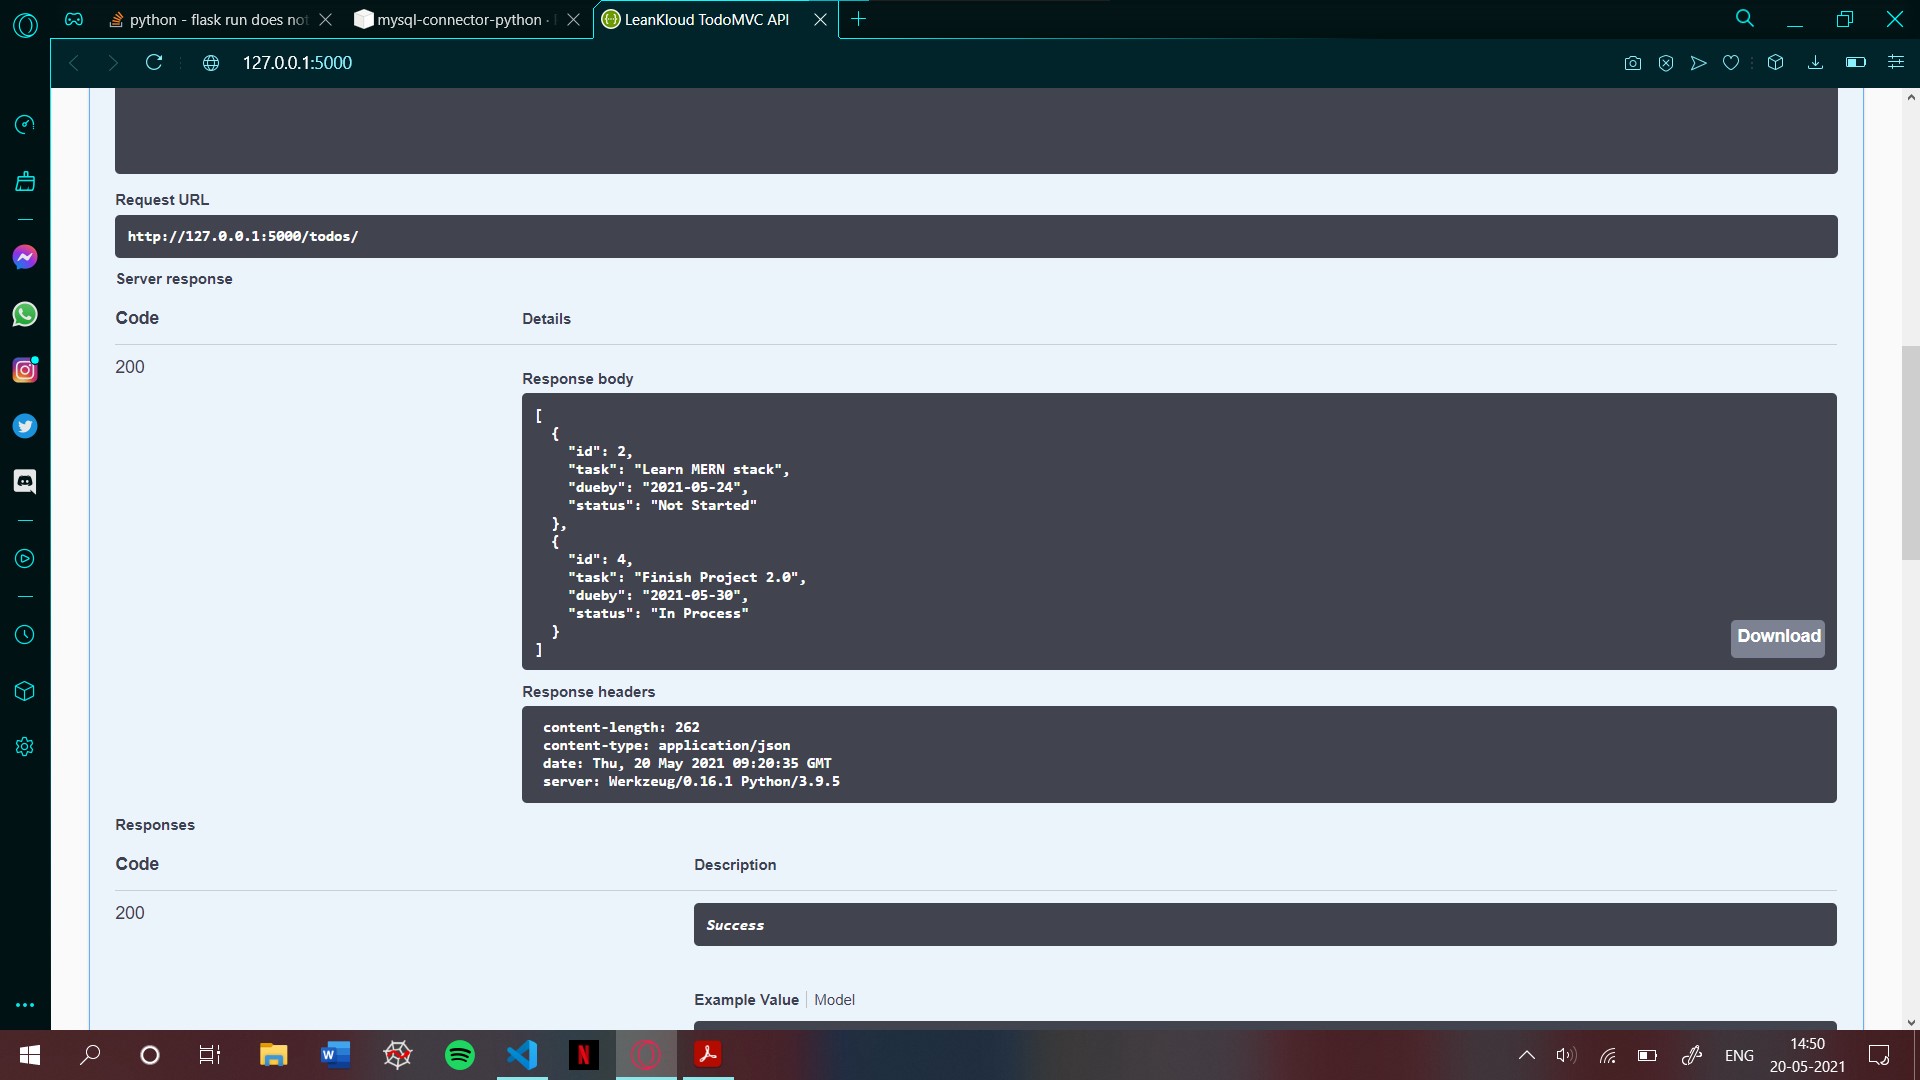 python - flask run does not
mysql-connector-python ·
LeanKloud TodoMVC API
127.0.0.1:5000
Request URL
http://127.0.0.1:5000/todos/
Server response
Code Details
200
Response body
[
{
"id": 2,
"task": "Learn MERN stack",
"dueby": "2021-05-24",
"status": "Not Started"
},
{
"id": 4,
"task": "Finish Project 2.0",
"dueby": "2021-05-30",
"status": "In Process"
}
]
Download
Response headers
content-length: 262
content-type: application/json
date: Thu, 20 May 2021 09:20:35 GMT
server: Werkzeug/0.16.1 Python/3.9.5
Responses
Code Description
200
Success
Example Value Model
ENG
14:50
20-05-2021